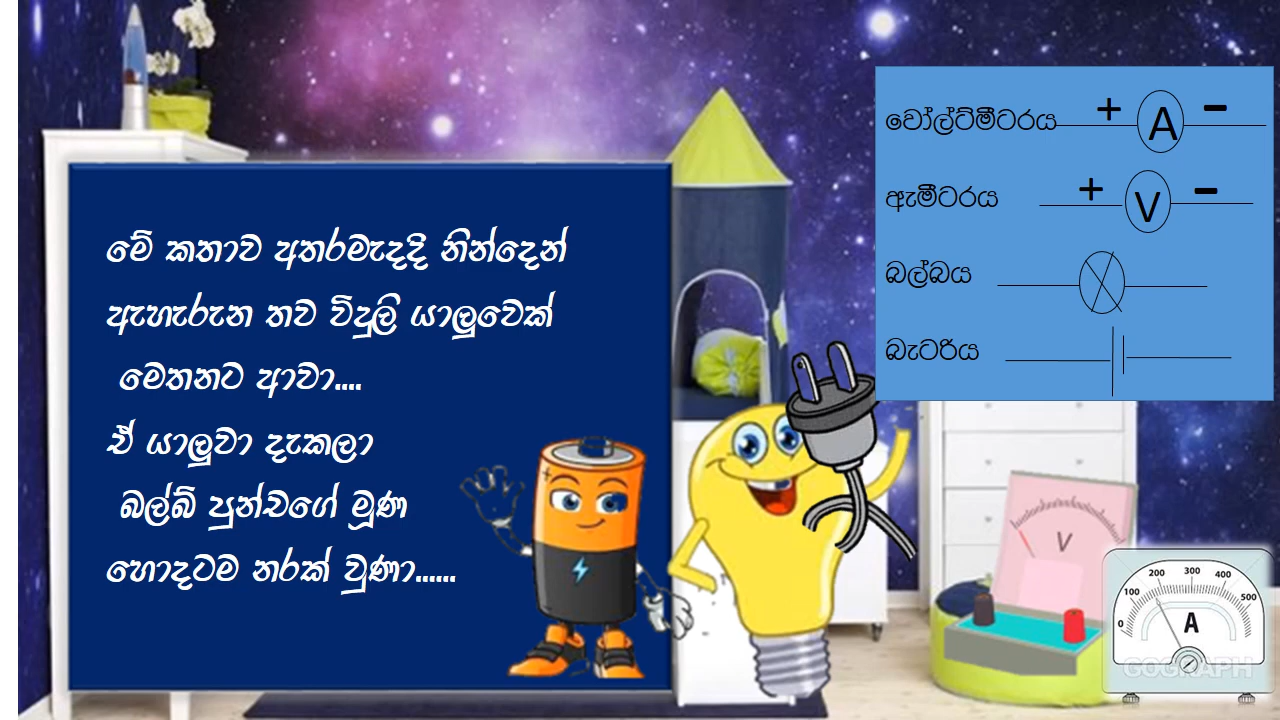 මේ කතාව අතරමැදදි නින්දෙන්
ඇහැරුන තව විදුලි යාලුවෙක්
මෙතනට ආවා....
ඒ යාලුවා දැකලා
බල්බ් පුන්චගේ මූණ
හොදටම නරක් වුණා......
වෝල්ට්මීටරය + A -
ඇමීටරය + V -
බල්බය
බැටරිය
V
0 100 200 300 400 500
A
GOGRAPH